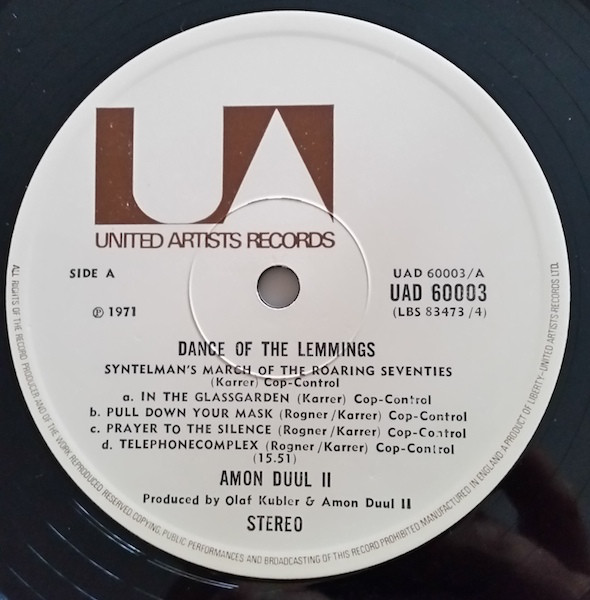 UA
UNITED ARTISTS RECORDS
SIDE A
℗ 1971
UAD 60003/A
UAD 60003
(LBS 83473/4)
DANCE OF THE LEMMINGS
SYNTELMAN'S MARCH OF THE ROARING SEVENTIES
(Karrer) Cop-Control
a. IN THE GLASSGARDEN (Karrer) Cop-Control
b. PULL DOWN YOUR MASK (Rogner/Karrer) Cop-Control
c. PRAYER TO THE SILENCE (Rogner/Karrer) Cop-Control
d. TELEPHONECOMPLEX (Rogner/Karrer) Cop-Control
(15.51)
AMON DUUL II
Produced by Olaf Kubler & Amon Duul II
STEREO
ALL RIGHTS OF THE RECORD PRODUCER AND OF THE WORK REPRODUCED RESERVED COPYING, PUBLIC PERFORMANCES AND BROADCASTING OF THIS RECORD PROHIBITED. MANUFACTURED IN ENGLAND A PRODUCT OF LIBERTY-UNITED ARTISTS RECORDS LTD.